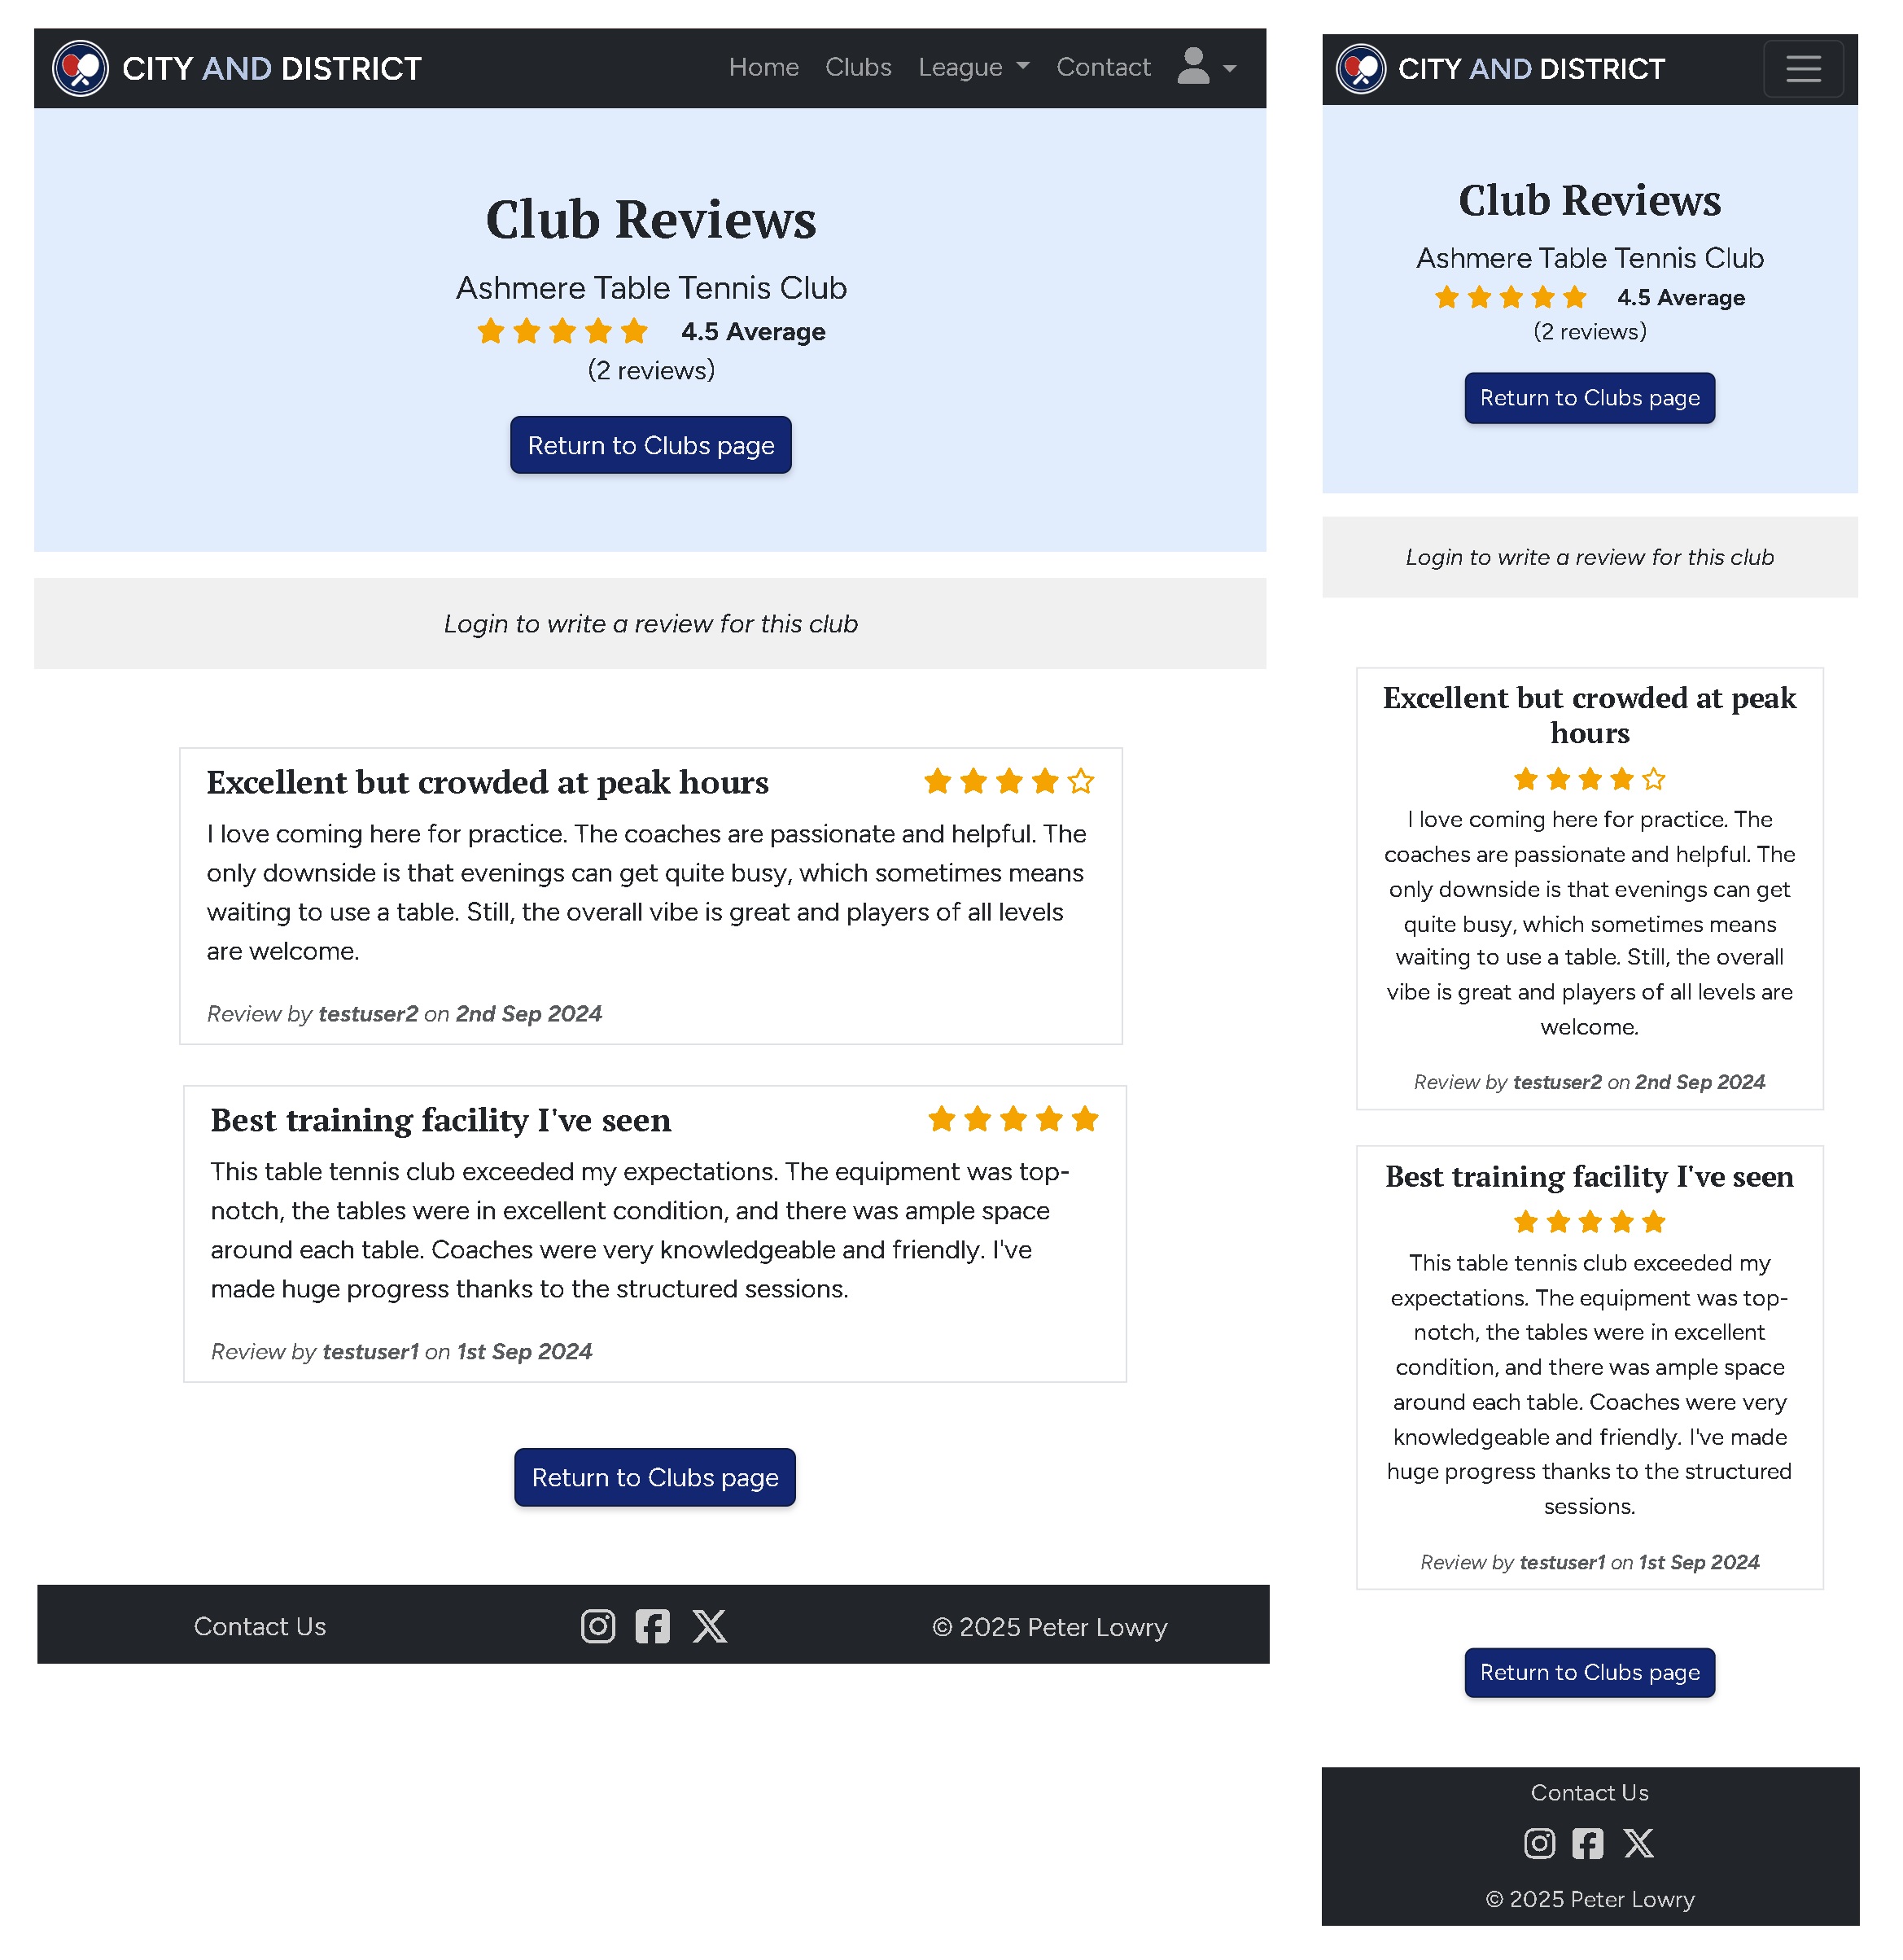 CITY AND DISTRICT
Home Clubs League Contact
Club Reviews
Ashmere Table Tennis Club
4.5 Average
(2 reviews)
Return to Clubs page
Login to write a review for this club
Excellent but crowded at peak hours
I love coming here for practice. The coaches are passionate and helpful. The
only downside is that evenings can get quite busy, which sometimes means
waiting to use a table. Still, the overall vibe is great and players of all levels
are welcome.
Review by testuser2 on 2nd Sep 2024
Best training facility I've seen
This table tennis club exceeded my expectations. The equipment was top-
notch, the tables were in excellent condition, and there was ample space
around each table. Coaches were very knowledgeable and friendly. I've
made huge progress thanks to the structured sessions.
Review by testuser1 on 1st Sep 2024
Return to Clubs page
Contact Us
© 2025 Peter Lowry
CITY AND DISTRICT
Club Reviews
Ashmere Table Tennis Club
4.5 Average
(2 reviews)
Return to Clubs page
Login to write a review for this club
Excellent but crowded at peak
hours
I love coming here for practice. The
coaches are passionate and helpful. The
only downside is that evenings can get
quite busy, which sometimes means
waiting to use a table. Still, the overall
vibe is great and players of all levels are
welcome.
Review by testuser2 on 2nd Sep 2024
Best training facility I've seen
This table tennis club exceeded my
expectations. The equipment was top-
notch, the tables were in excellent
condition, and there was ample space
around each table. Coaches were very
knowledgeable and friendly. I've made
huge progress thanks to the structured
sessions.
Review by testuser1 on 1st Sep 2024
Return to Clubs page
Contact Us
© 2025 Peter Lowry